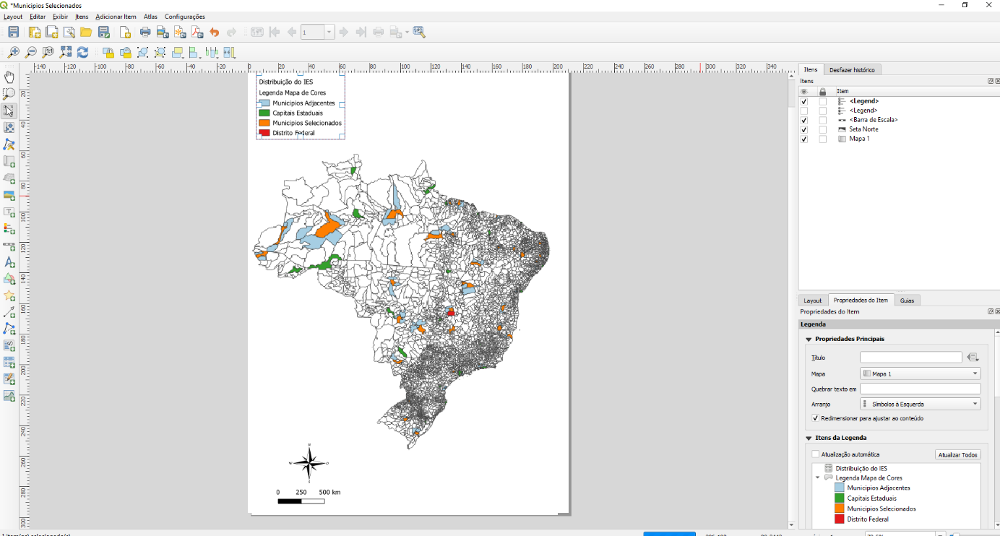 *Municipios Selecionados
Layout Editar Exibir Itens Adicionar Item Atlas Configurações
1
-140 -120 -100 -80 -60 -40 -20 0 20 40 60 80 100 120 140 160 180 200 220 240 260 280 300 320 340
20
40
60
80
100
120
140
160
180
200
220
240
260
280
300
Distribuição do IES
Legenda Mapa de Cores
Municipios Adjacentes
Capitais Estaduais
Municipios Selecionados
Distrito Federal
N
W O
S
0 250 500 km
Itens Desfazer histórico
Itens
Item
<Legend>
<Legend>
<Barra de Escala>
Seta Norte
Mapa 1
Layout Propriedades do Item Guias
Propriedades do Item
Legenda
Propriedades Principais
Título
Mapa Mapa 1
Quebrar texto em
Arranjo Símbolos à Esquerda
Redimensionar para ajustar ao conteúdo
Itens da Legenda
Atualização automática Atualizar Todos
Distribuição do IES
Legenda Mapa de Cores
Municipios Adjacentes
Capitais Estaduais
Municipios Selecionados
Distrito Federal